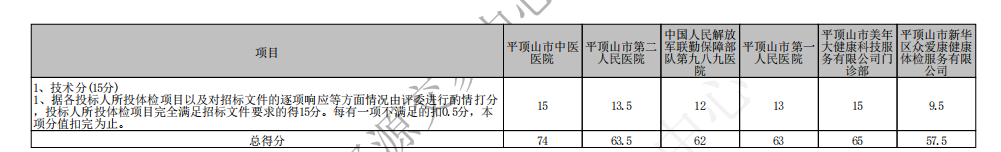 项目
平顶山市中医
医院
平顶山市第二
人民医院
中国人民解放
军联勤保障部
队第九八九医
院
平顶山市第一
人民医院
平顶山市美年
大健康科技服
务有限公司门
诊部
平顶山市新华
区众爱康健康
体检服务有限
公司
1、技术分(15分)
1、据各投标人所投体检项目以及对招标文件的逐项响应等方面情况由评委进行酌情打分
，投标人所投体检项目完全满足招标文件要求的得15分。每有一项不满足的扣0.5分，本
项分值扣完为止。
15
13.5
12
13
15
9.5
总得分
74
63.5
62
63
65
57.5
源交
中心
中心